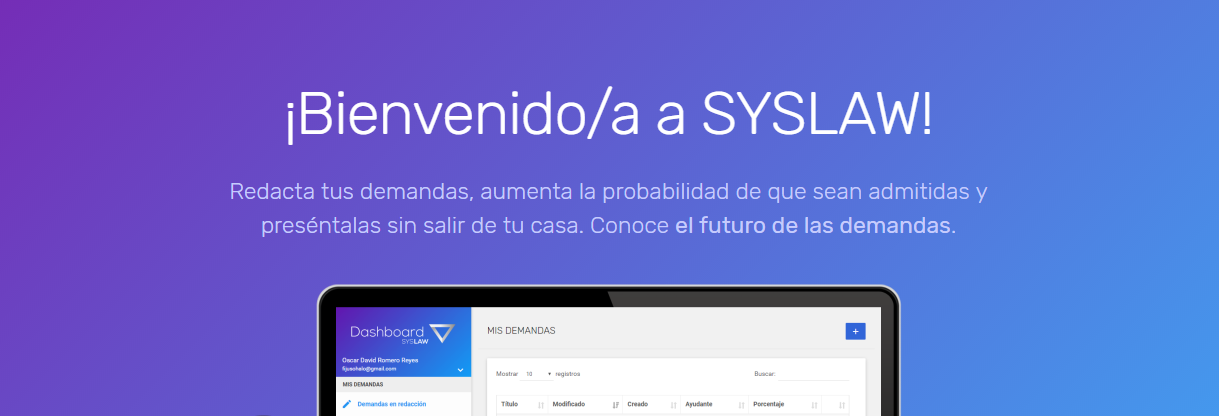 ¡Bienvenido/a a SYSLAW!
Redacta tus demandas, aumenta la probabilidad de que sean admitidas y
preséntalas sin salir de tu casa. Conoce el futuro de las demandas.
Dashboard
SYSLAW
Oscar David Romero Reyes
fijusohelo@gmail.com
MIS DEMANDAS
Demandas en redacción
MIS DEMANDAS
+
Mostrar 10 registros
Buscar:
Título Modificado Creado Ayudante Porcentaje